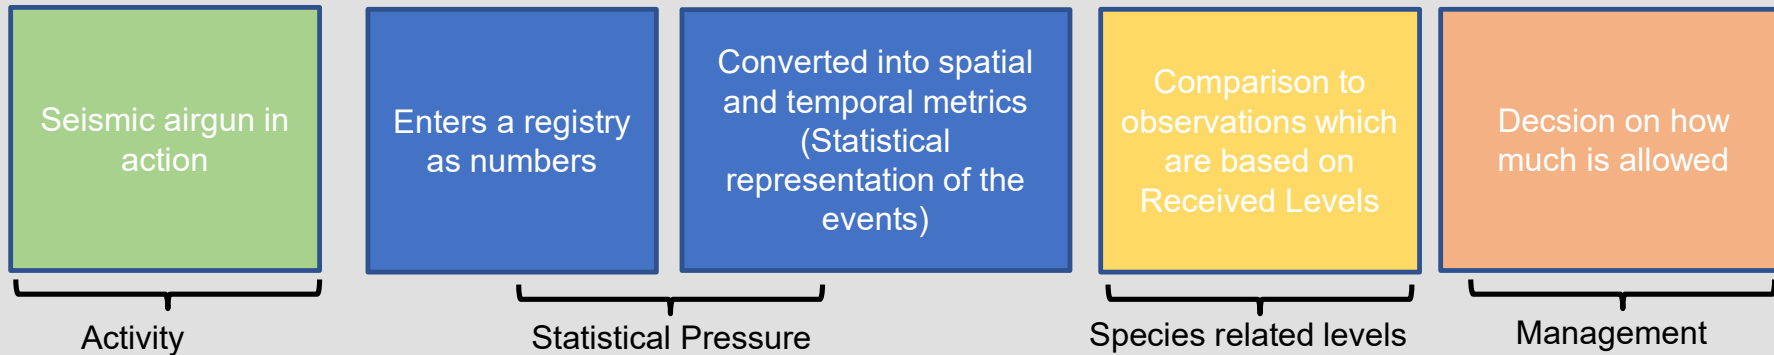 Seismic airgun in
action
Enters a registry
as numbers
Converted into spatial
and temporal metrics
(Statistical
representation of the
events)
Comparison to
observations which
are based on
Received Levels
Decsion on how
much is allowed
Activity
Statistical Pressure
Species related levels
Management